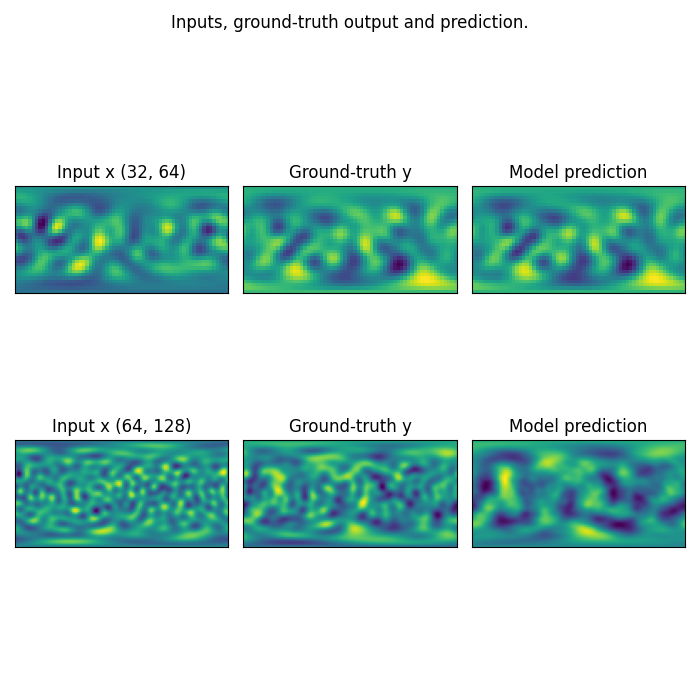 Inputs, ground-truth output and prediction.
Input x (32, 64)
Ground-truth y
Model prediction
Input x (64, 128)
Ground-truth y
Model prediction